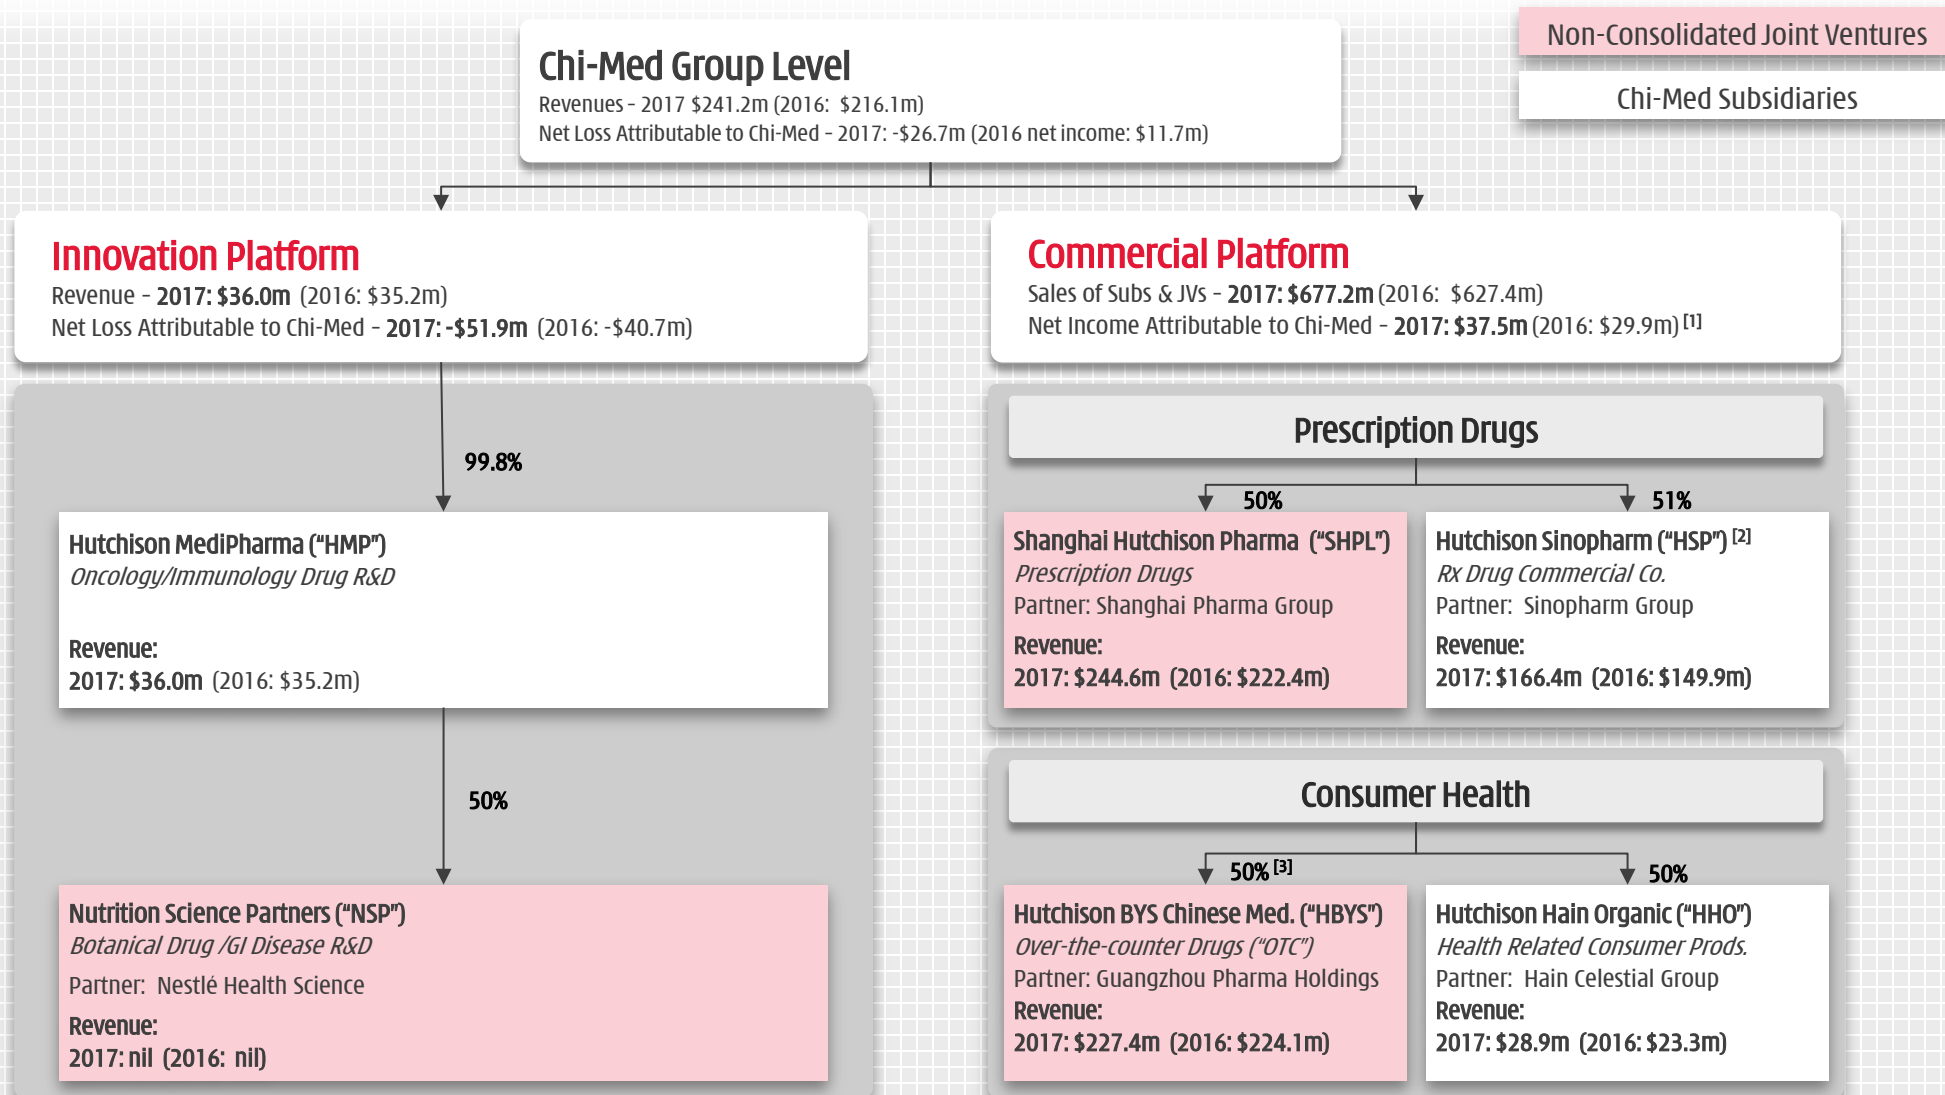 Non-Consolidated Joint Ventures
Chi-Med Subsidiaries
Chi-Med Group Level
Revenues – 2017 $241.2m (2016: $216.1m)
Net Loss Attributable to Chi-Med – 2017: -$26.7m (2016 net income: $11.7m)
Innovation Platform
Revenue – 2017: $36.0m (2016: $35.2m)
Net Loss Attributable to Chi-Med – 2017: -$51.9m (2016: -$40.7m)
99.8%
Hutchison MediPharma (“HMP”)
Oncology/Immunology Drug R&D
Revenue:
2017: $36.0m (2016: $35.2m)
50%
Nutrition Science Partners (“NSP”)
Botanical Drug /GI Disease R&D
Partner: Nestlé Health Science
Revenue:
2017: nil (2016: nil)
Commercial Platform
Sales of Subs & JVs – 2017: $677.2m (2016: $627.4m)
Net Income Attributable to Chi-Med – 2017: $37.5m (2016: $29.9m) [1]
Prescription Drugs
50%
Shanghai Hutchison Pharma (“SHPL”)
Prescription Drugs
Partner: Shanghai Pharma Group
Revenue:
2017: $244.6m (2016: $222.4m)
51%
Hutchison Sinopharm (“HSP”) [2]
Rx Drug Commercial Co.
Partner: Sinopharm Group
Revenue:
2017: $166.4m (2016: $149.9m)
Consumer Health
50% [3]
Hutchison BYS Chinese Med. (“HBYS”)
Over-the-counter Drugs (“OTC”)
Partner: Guangzhou Pharma Holdings
Revenue:
2017: $227.4m (2016: $224.1m)
50%
Hutchison Hain Organic (“HHO”)
Health Related Consumer Prods.
Partner: Hain Celestial Group
Revenue:
2017: $28.9m (2016: $23.3m)